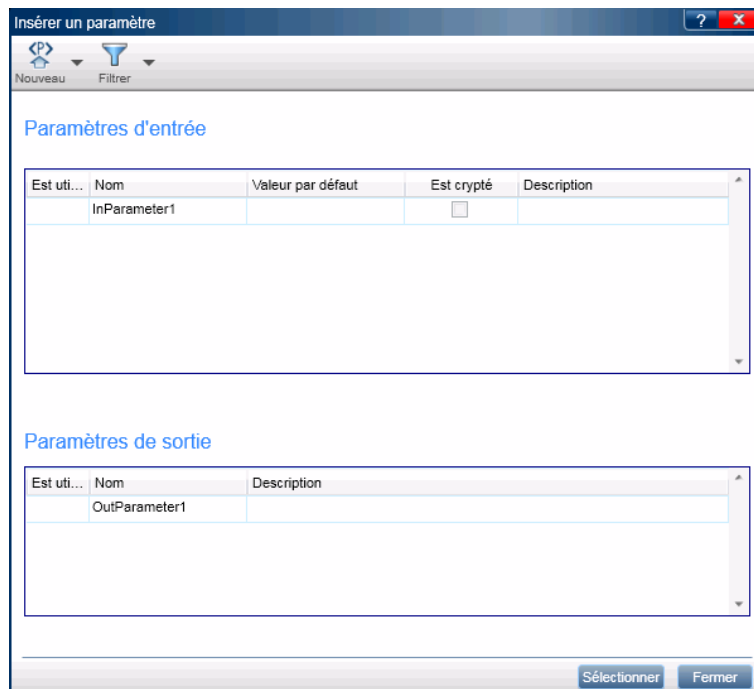 Insérer un paramètre
?
X
<P>
Nouveau
Filtrer
Paramètres d'entrée
Est uti... Nom Valeur par défaut Est crypté Description
InParameter1
Paramètres de sortie
Est uti... Nom Description
OutParameter1
Sélectionner Fermer